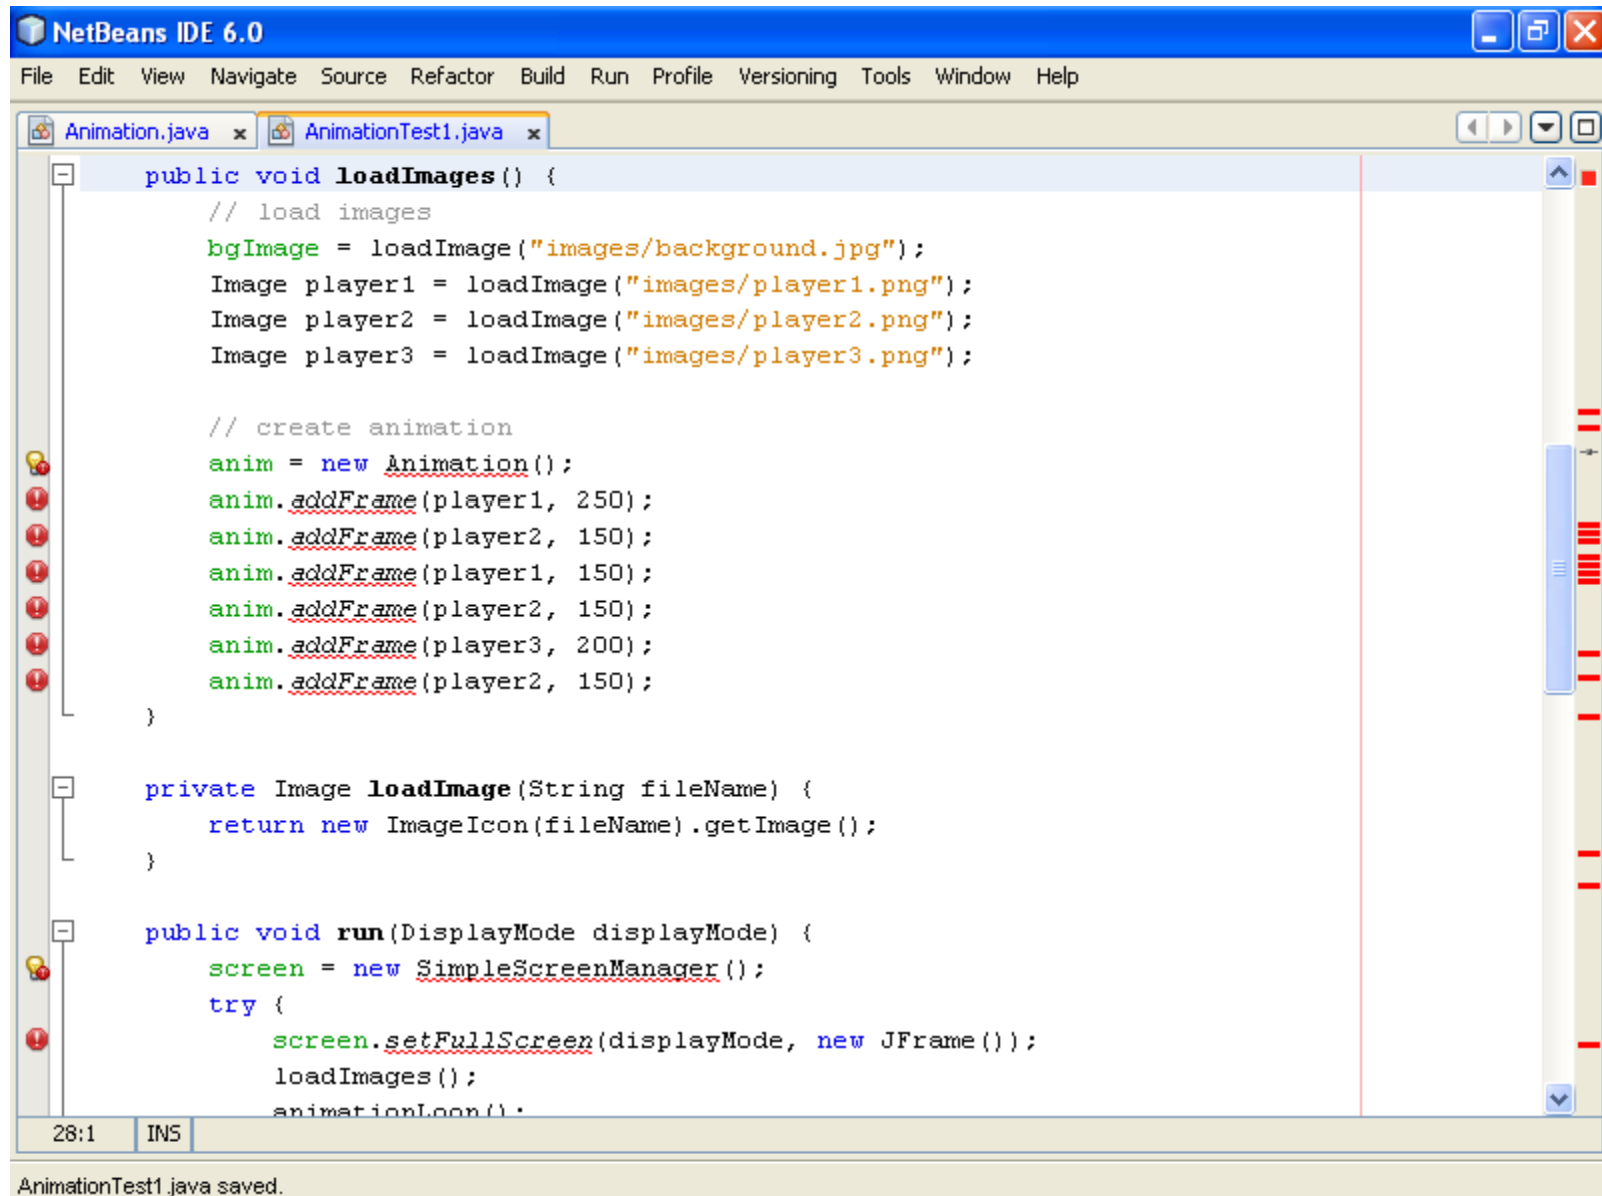 NetBeans IDE 6.0
File Edit View Navigate Source Refactor Build Run Profile Versioning Tools Window Help
Animation.java x AnimationTest1.java x
public void loadImages() {
// load images
bgImage = loadImage("images/background.jpg");
Image player1 = loadImage("images/player1.png");
Image player2 = loadImage("images/player2.png");
Image player3 = loadImage("images/player3.png");
// create animation
anim = new Animation();
anim.addFrame(player1, 250);
anim.addFrame(player2, 150);
anim.addFrame(player1, 150);
anim.addFrame(player2, 150);
anim.addFrame(player3, 200);
anim.addFrame(player2, 150);
}
private Image loadImage(String fileName) {
return new ImageIcon(fileName).getImage();
}
public void run(DisplayMode displayMode) {
screen = new SimpleScreenManager();
try {
screen.setFullScreen(displayMode, new JFrame());
loadImages();
animationLoop();
28:1 INS
AnimationTest1.java saved.